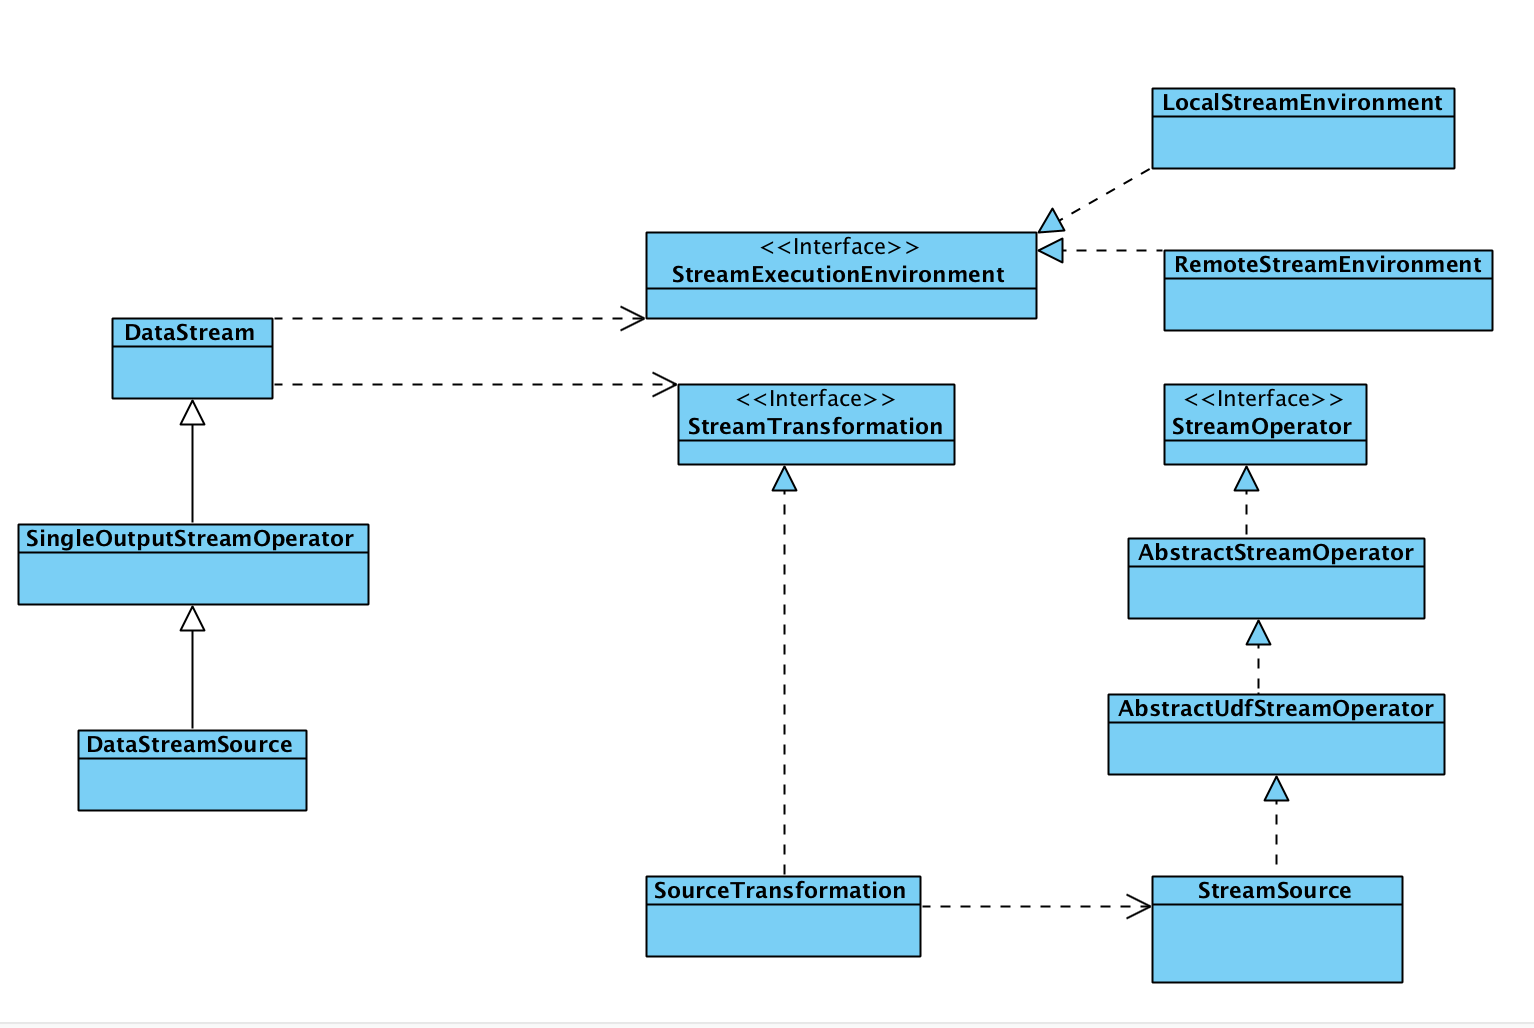 LocalStreamEnvironment
<<Interface>>
StreamExecutionEnvironment
RemoteStreamEnvironment
DataStream
<<Interface>>
StreamTransformation
<<Interface>>
StreamOperator
SingleOutputStreamOperator
AbstractStreamOperator
AbstractUdfStreamOperator
DataStreamSource
SourceTransformation
StreamSource